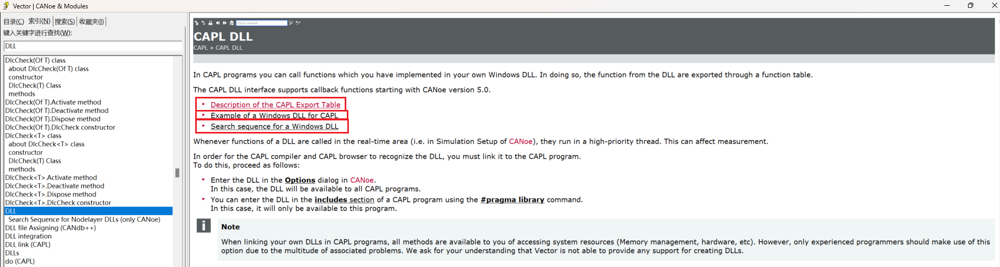 Vector | CANoe & Modules
目录(C) 索引(N) 搜索(S) 收藏夹(I)
键入关键字进行查找(W):
DLL
DlcCheck(Of T) class
about DlcCheck(Of T) class
constructor
DlcCheck(T) Class
methods
DlcCheck(Of T).Activate method
DlcCheck(Of T).Deactivate method
DlcCheck(Of T).Dispose method
DlcCheck(Of T).DlcCheck constructor
DlcCheck<T> class
about DlcCheck<T> class
constructor
DlcCheck(T) Class
methods
DlcCheck<T>.Activate method
DlcCheck<T>.Deactivate method
DlcCheck<T>.Dispose method
DlcCheck<T>.DlcCheck constructor
DLL
Search Sequence for Nodelayer DLLs (only CANoe)
DLL file Assigning (CANdb++)
DLL integration
DLL link (CAPL)
DLLs
do (CAPL)
Topic search
CAPL DLL
CAPL » CAPL DLL
In CAPL programs you can call functions which you have implemented in your own Windows DLL. In doing so, the function from the DLL are exported through a function table.
The CAPL DLL interface supports callback functions starting with CANoe version 5.0.
Description of the CAPL Export Table
Example of a Windows DLL for CAPL
Search sequence for a Windows DLL
Whenever functions of a DLL are called in the real-time area (i.e. in Simulation Setup of CANoe), they run in a high-priority thread. This can affect measurement.
In order for the CAPL compiler and CAPL browser to recognize the DLL, you must link it to the CAPL program.
To do this, proceed as follows:
Enter the DLL in the Options dialog in CANoe.
In this case, the DLL will be available to all CAPL programs.
You can enter the DLL in the includes section of a CAPL program using the #pragma library command.
In this case, it will only be available to this program.
i
Note
When linking your own DLLs in CAPL programs, all methods are available to you of accessing system resources (Memory management, hardware, etc). However, only experienced programmers should make use of this
option due to the multitude of associated problems. We ask for your understanding that Vector is not able to provide any support for creating DLLs.